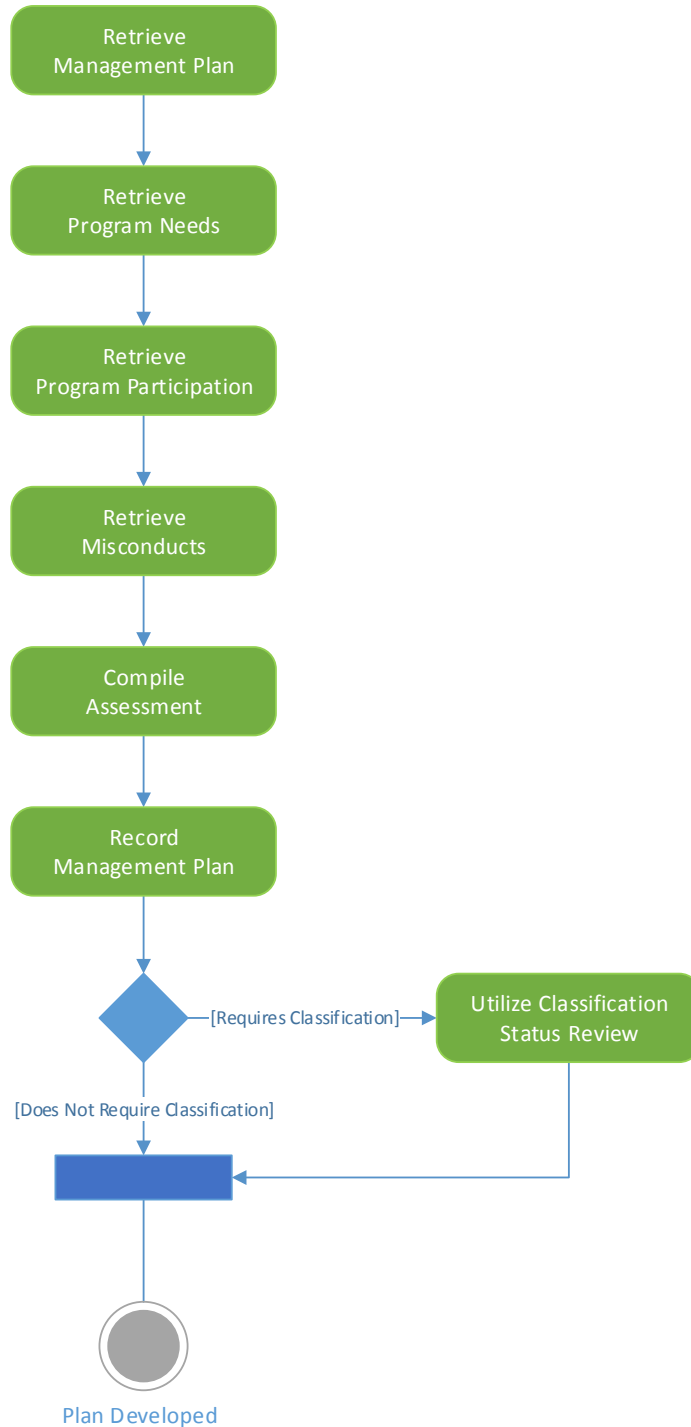 Retrieve
Management Plan
Retrieve
Program Needs
Retrieve
Program Participation
Retrieve
Misconducts
Compile
Assessment
Record
Management Plan
[Requires Classification]
Utilize Classification
Status Review
[Does Not Require Classification]
Plan Developed